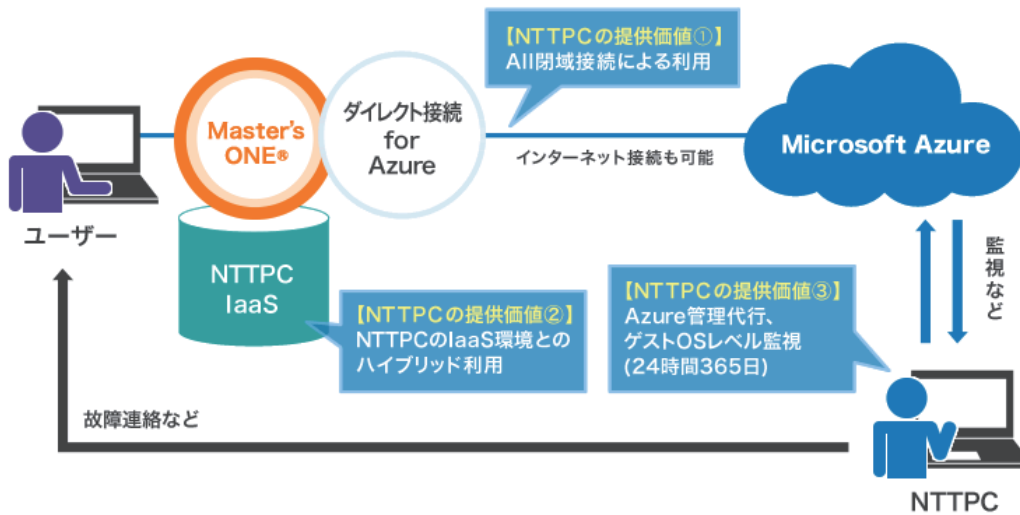 【NTTPCの提供価値①】
All閉域接続による利用
Master's
ONE®
ダイレクト接続
for
Azure
インターネット接続も可能
Microsoft Azure
ユーザー
NTTPC
IaaS
【NTTPCの提供価値②】
NTTPCのIaaS環境との
ハイブリッド利用
【NTTPCの提供価値③】
Azure管理代行、
ゲストOSレベル監視
(24時間365日)
監視など
故障連絡など
NTTPC